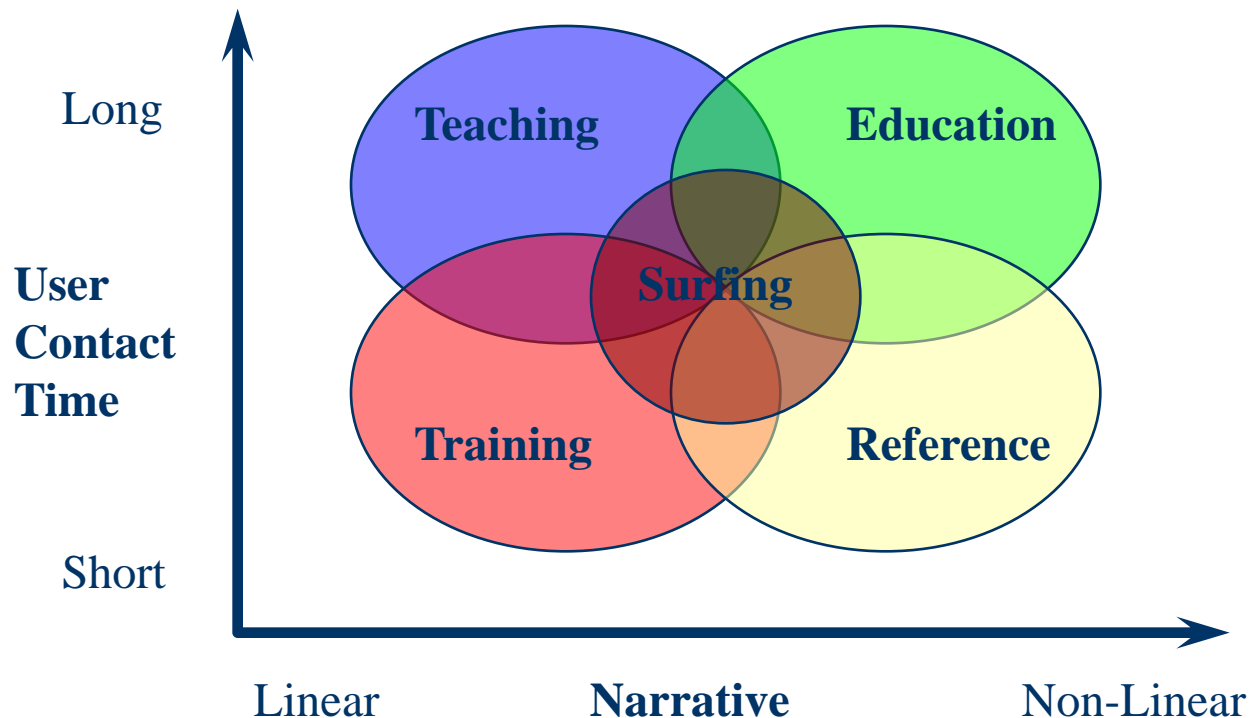 Long
Teaching
Education
User
Contact
Time
Surfing
Training
Reference
Short
Linear
Narrative
Non-Linear